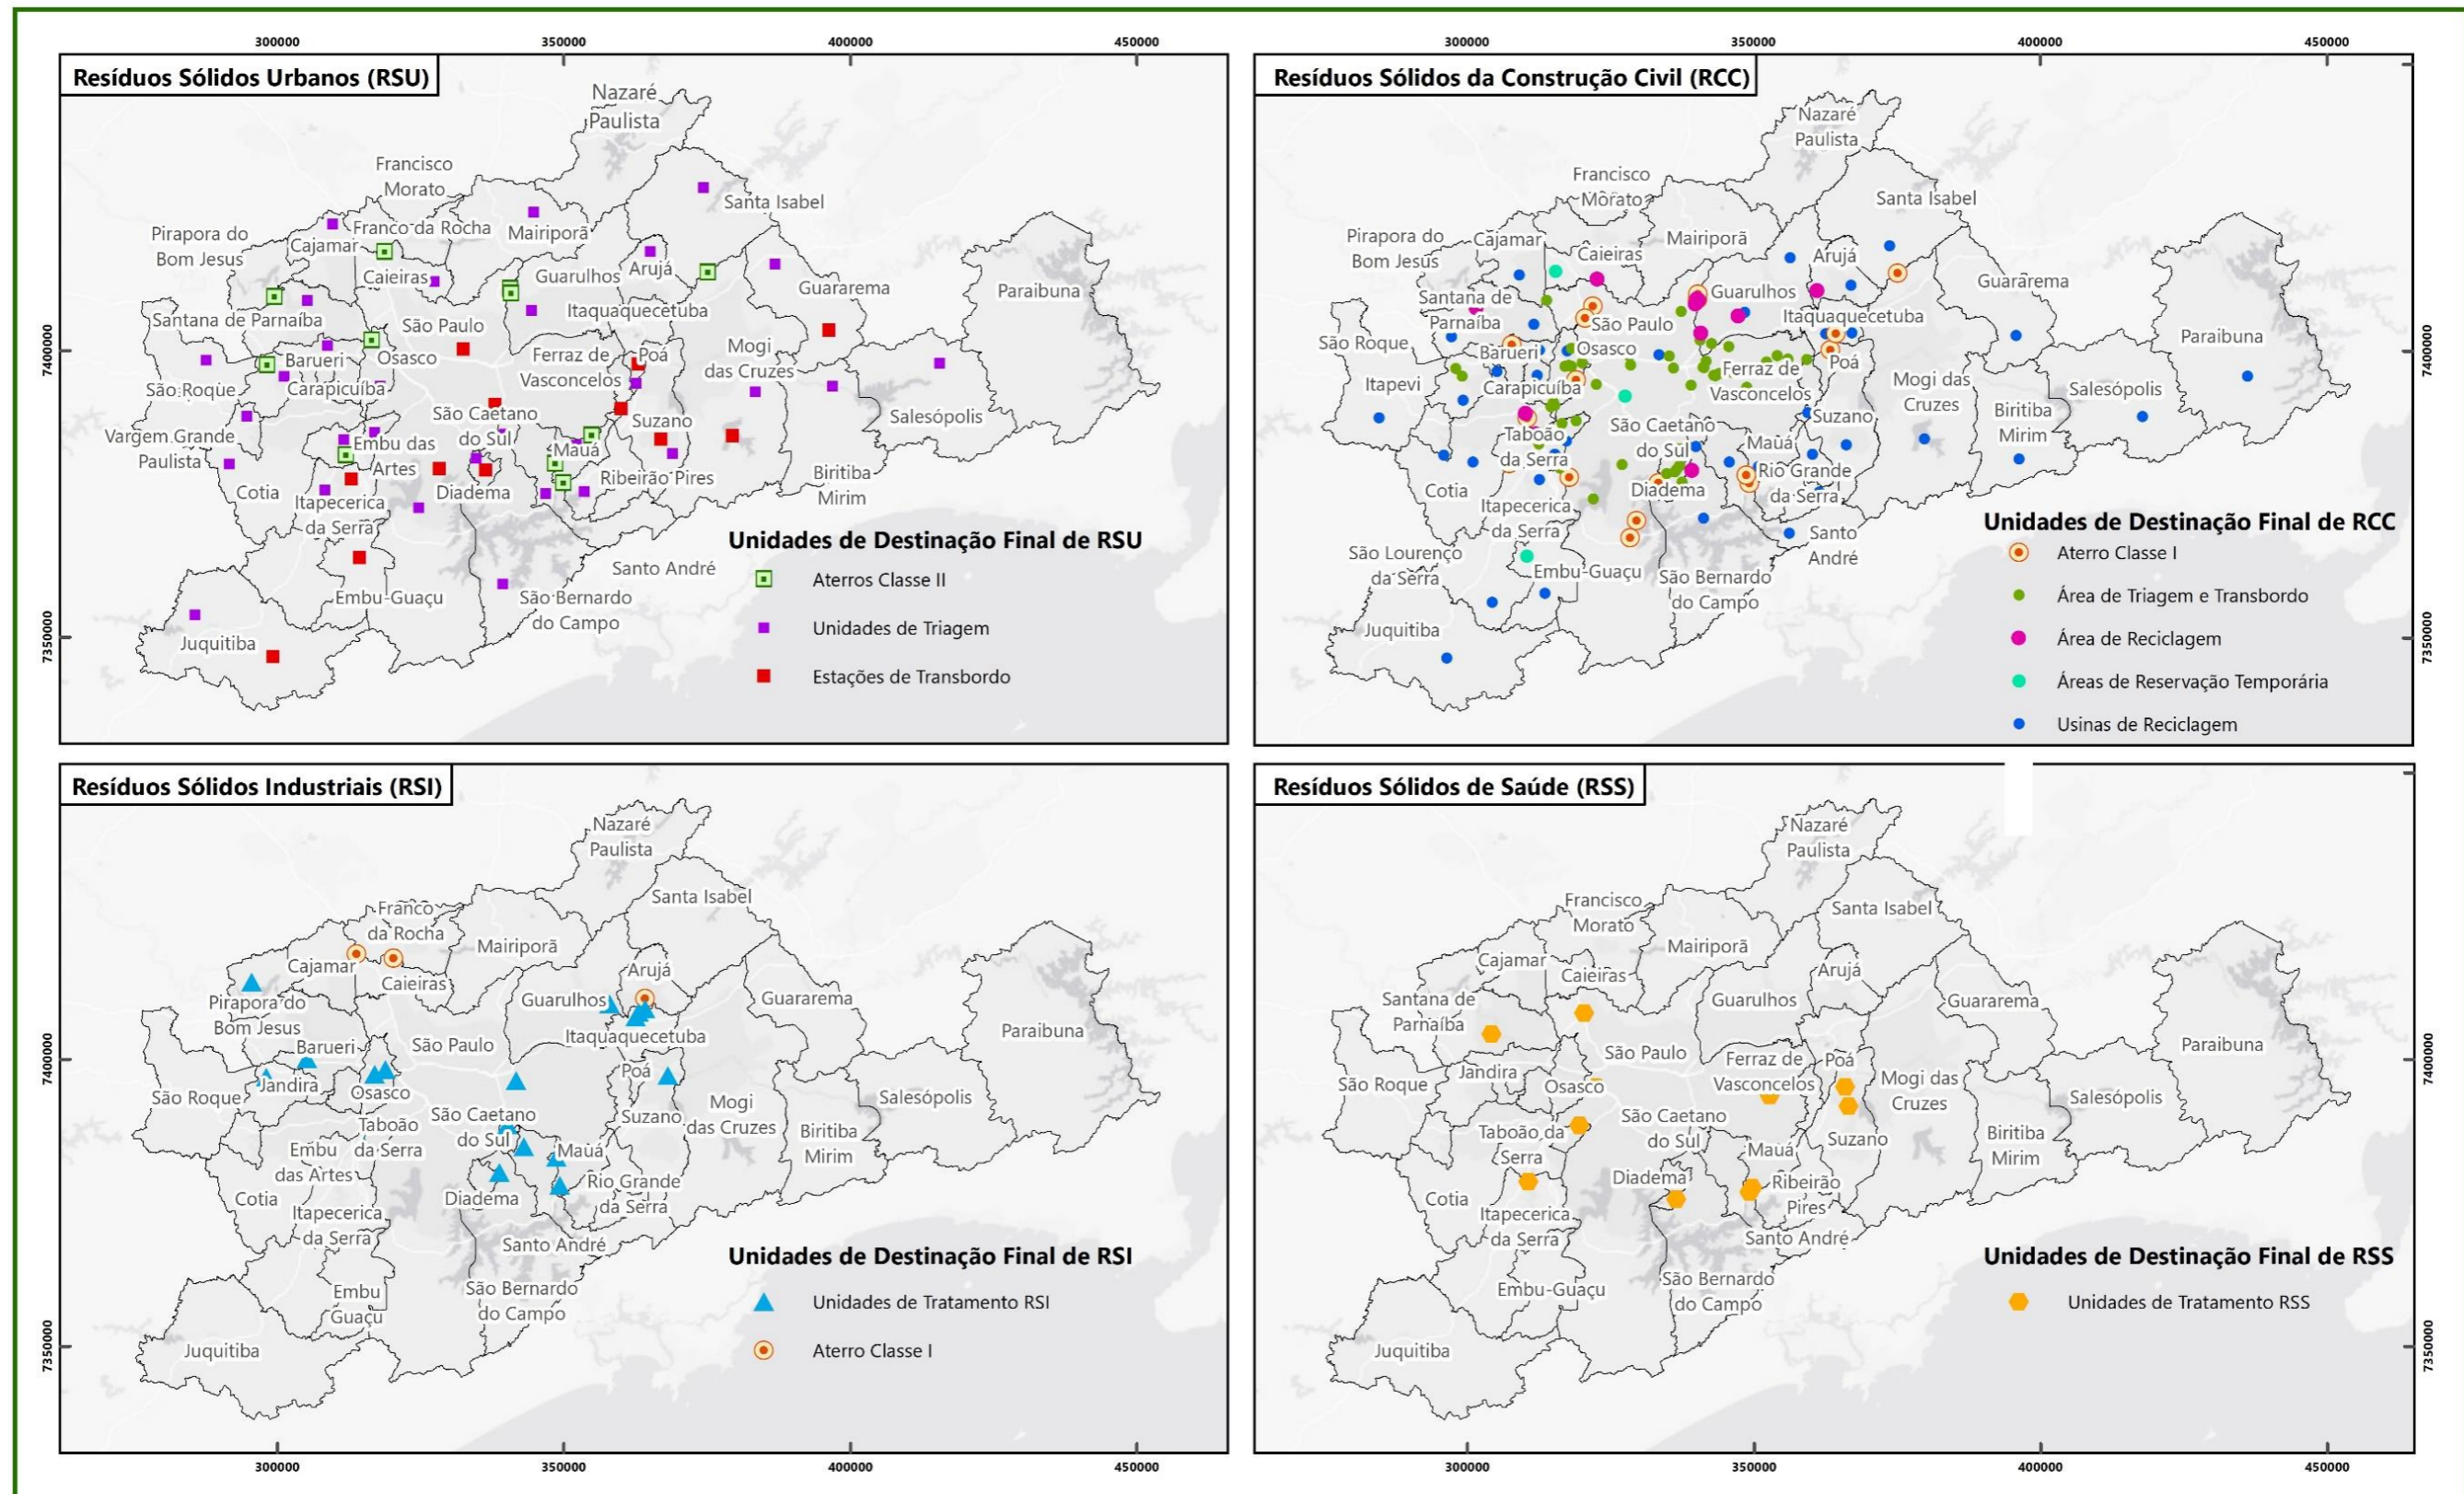 300000
350000
400000
450000
300000
350000
400000
450000
Resíduos Sólidos Urbanos (RSU)
Nazaré
Paulista
Francisco
Morato
Santa Isabel
Franco da Rocha
Pirapora do
Bom Jesus
Cajamar
Mairiporã
Caieiras
Guarulhos
Arujá
Guararema
Paraibuna
Santana de Parnaíba
São Paulo
Itaquaquecetuba
7400000
Barueri
Osasco
Ferraz de
Vasconcelos
Poá
Mogi
das Cruzes
São Roque
Carapicuíba
São Caetano
do Sul
Suzano
Salesópolis
Vargem Grande
Paulista
Embu das
Artes
Mauá
Ribeirão Pires
Biritiba
Mirim
Cotia
Itapecerica
da Serra
Diadema
Santo André
Embu-Guaçu
São Bernardo
do Campo
Juquitiba
7350000
Unidades de Destinação Final de RSU
Aterros Classe II
Unidades de Triagem
Estações de Transbordo
Resíduos Sólidos da Construção Civil (RCC)
Nazaré
Paulista
Francisco
Morato
Santa Isabel
Pirapora do
Bom Jesus
Cajamar
Caieiras
Mairiporã
Arujá
Guararema
Santana de
Parnaíba
Guarulhos
Itaquaquecetuba
São Paulo
Paraibuna
São Roque
Barueri
Osasco
Ferraz de
Vasconcelos
Poá
7400000
Itapevi
Carapicuíba
Mogi das
Cruzes
Salesópolis
Taboão
da Serra
São Caetano
do Sul
Suzano
Biritiba
Mirim
Mauá
Rio Grande
da Serra
Cotia
Diadema
Itapecerica
da Serra
Santo
André
São Lourenço
da Serra
Embu-Guaçu
São Bernardo
do Campo
Juquitiba
7350000
Unidades de Destinação Final de RCC
Aterro Classe I
Área de Triagem e Transbordo
Área de Reciclagem
Áreas de Reservação Temporária
Usinas de Reciclagem
Resíduos Sólidos Industriais (RSI)
Nazaré
Paulista
Santa Isabel
Franco
da Rocha
Mairiporã
Cajamar
Caieiras
Arujá
Pirapora do
Bom Jesus
Guarulhos
Guararema
Itaquaquecetuba
Paraibuna
7400000
Barueri
São Paulo
Jandira
Osasco
Poá
São Roque
São Caetano
do Sul
Suzano
Mogi
das Cruzes
Salesópolis
Taboão
da Serra
Embu
das Artes
Mauá
Biritiba
Mirim
Cotia
Diadema
Rio Grande
da Serra
Itapecerica
da Serra
Santo André
Embu
Guaçu
São Bernardo
do Campo
Juquitiba
7350000
Unidades de Destinação Final de RSI
Unidades de Tratamento RSI
Aterro Classe I
Resíduos Sólidos de Saúde (RSS)
Nazaré
Paulista
Francisco
Morato
Santa Isabel
Mairiporã
Cajamar
Caieiras
Arujá
Santana de
Parnaíba
Guarulhos
Guararema
São Paulo
Paraibuna
7400000
São Roque
Jandira
Osasco
Ferraz de
Vasconcelos
Poá
Mogi das
Cruzes
Salesópolis
Taboão da
Serra
São Caetano
do Sul
Suzano
Mauá
Biritiba
Mirim
Diadema
Ribeirão
Pires
Cotia
Itapecerica
da Serra
Santo André
Embu-Guaçu
São Bernardo
do Campo
Juquitiba
7350000
Unidades de Destinação Final de RSS
Unidades de Tratamento RSS
300000
350000
400000
450000
300000
350000
400000
450000